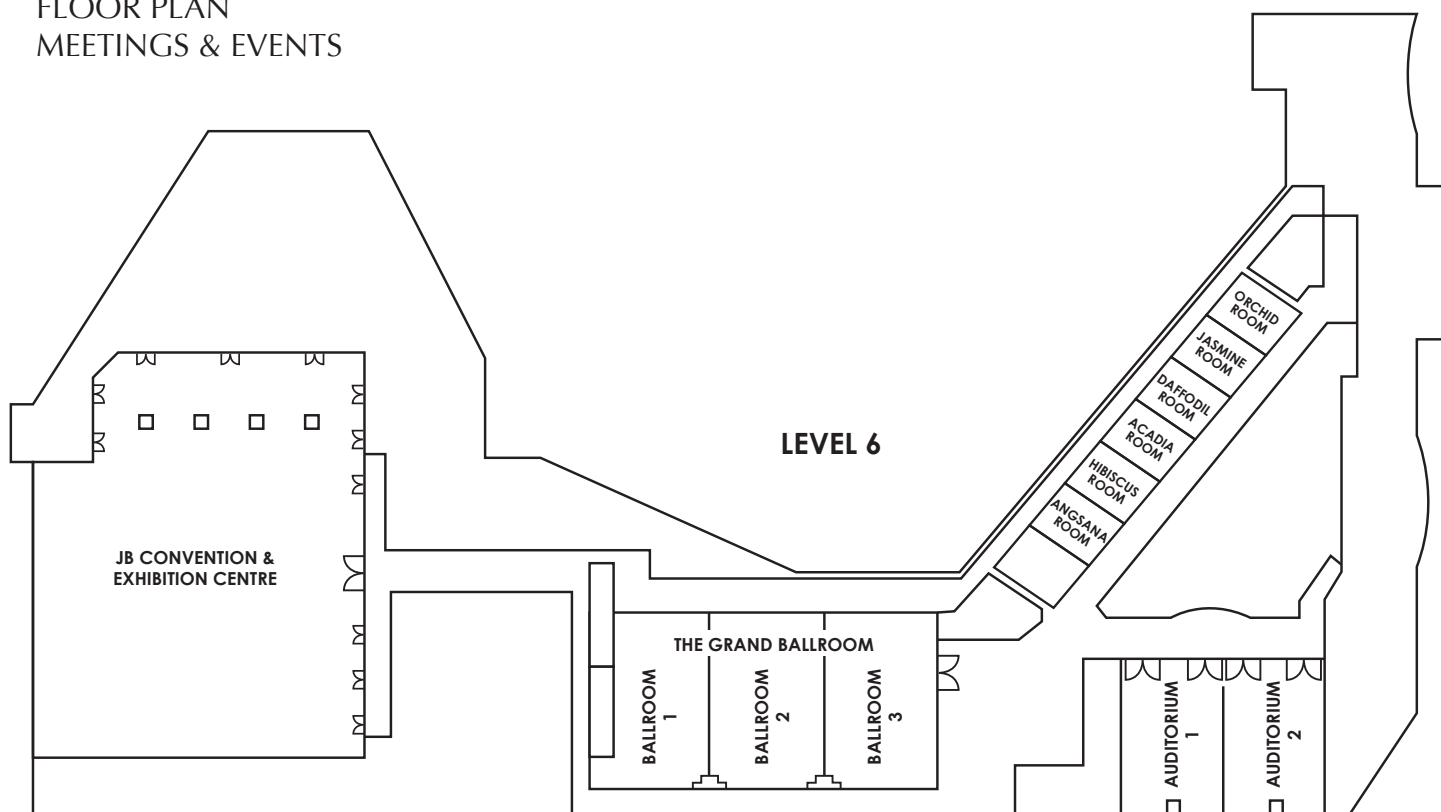 FLOOR PLAN
MEETINGS & EVENTS
ORCHID
ROOM
JASMINE
ROOM
DAFFODIL
ROOM
ACADIA
ROOM
HIBISCUS
ROOM
ANGSANA
ROOM
LEVEL 6
JB CONVENTION &
EXHIBITION CENTRE
THE GRAND BALLROOM
BALLROOM
1
BALLROOM
2
BALLROOM
3
AUDITORIUM
1
AUDITORIUM
2